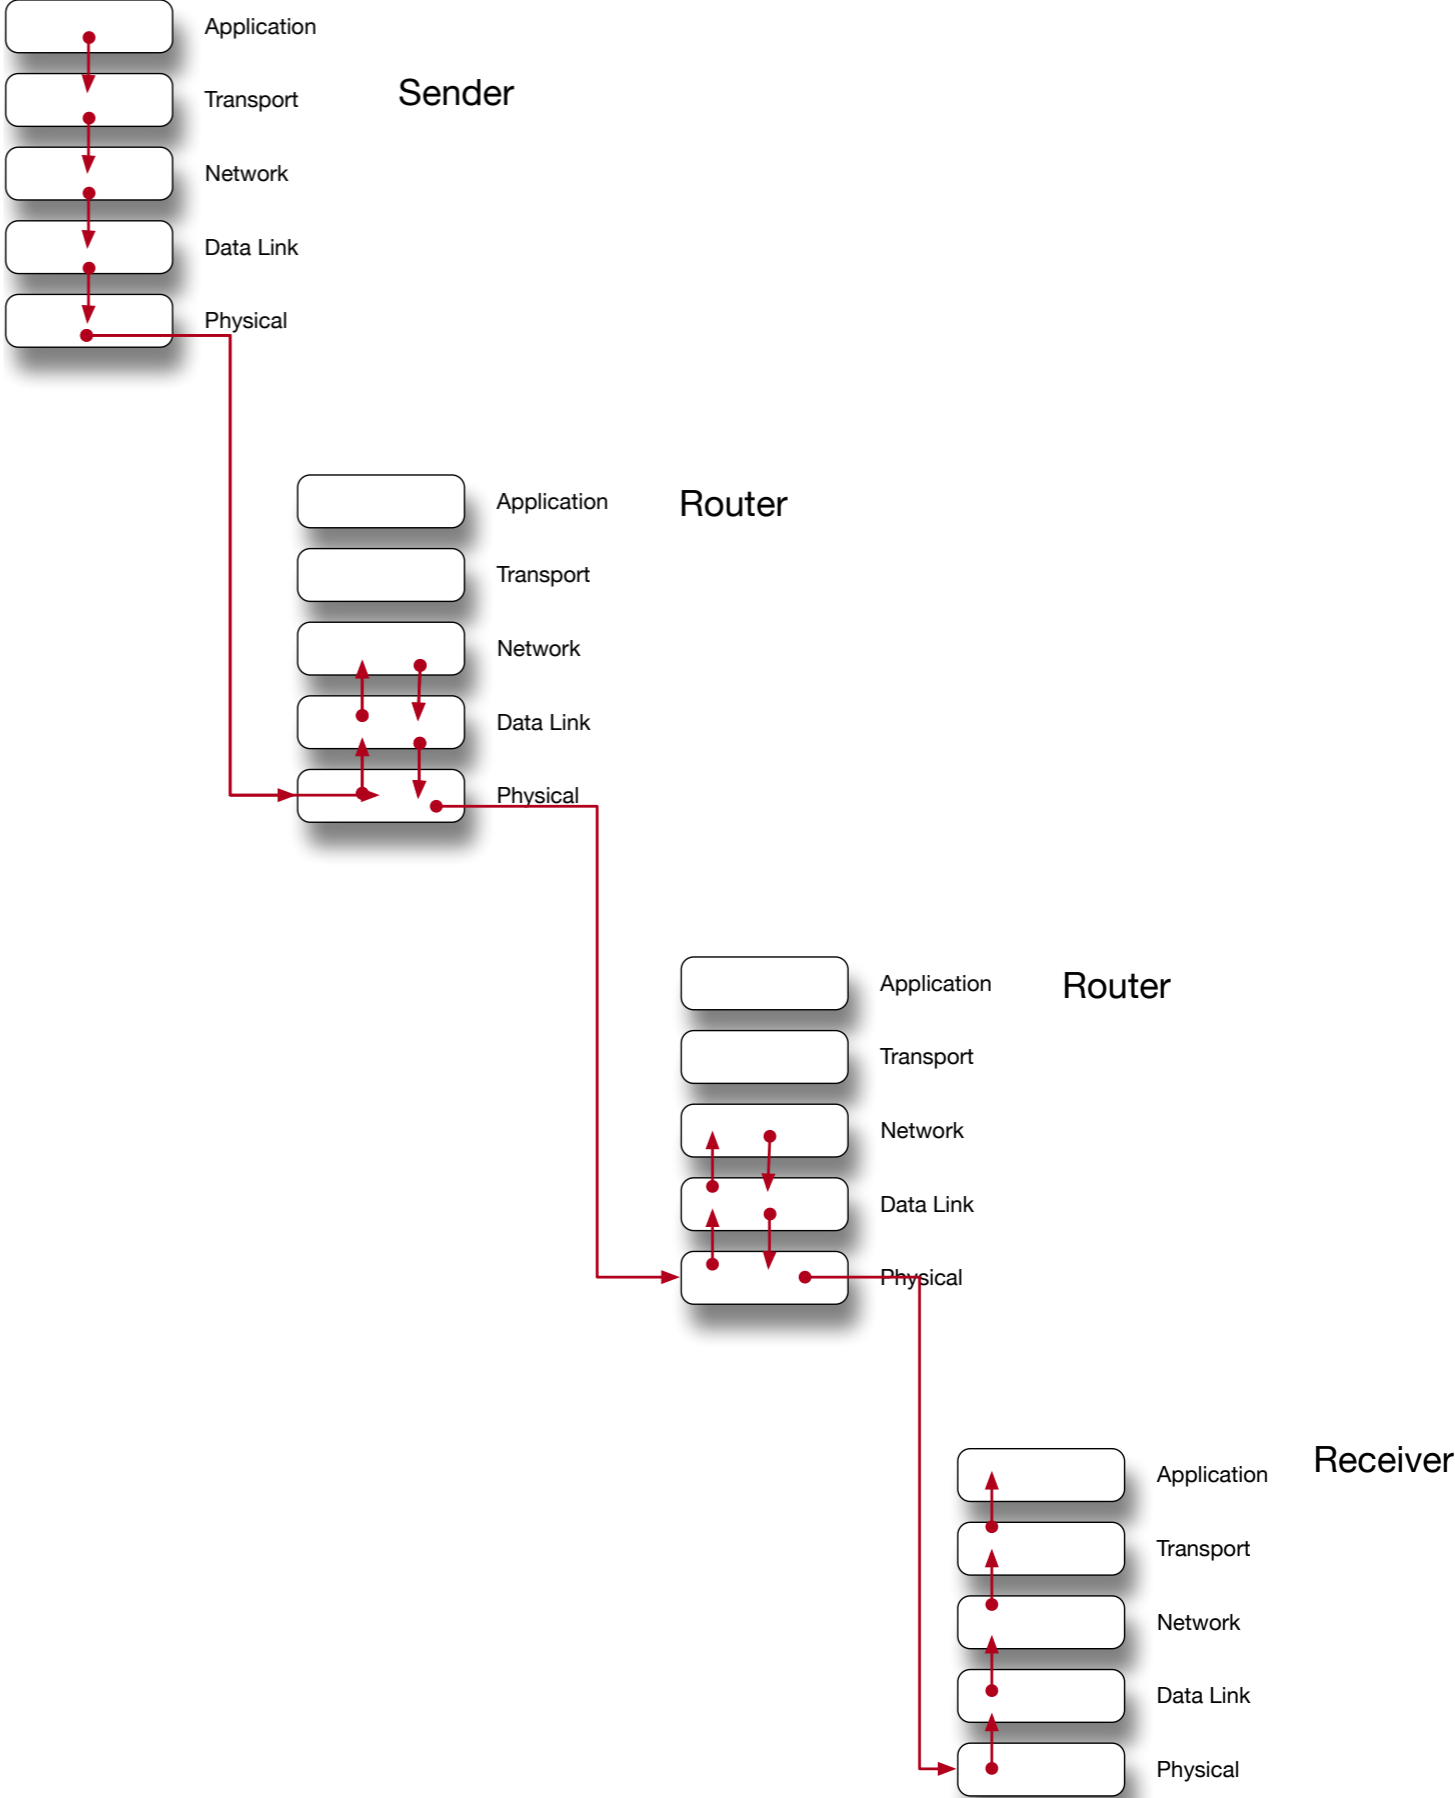 Application
Transport
Sender
Network
Data Link
Physical
Application
Router
Transport
Network
Data Link
Physical
Application
Router
Transport
Network
Data Link
Physical
Receiver
Application
Transport
Network
Data Link
Physical